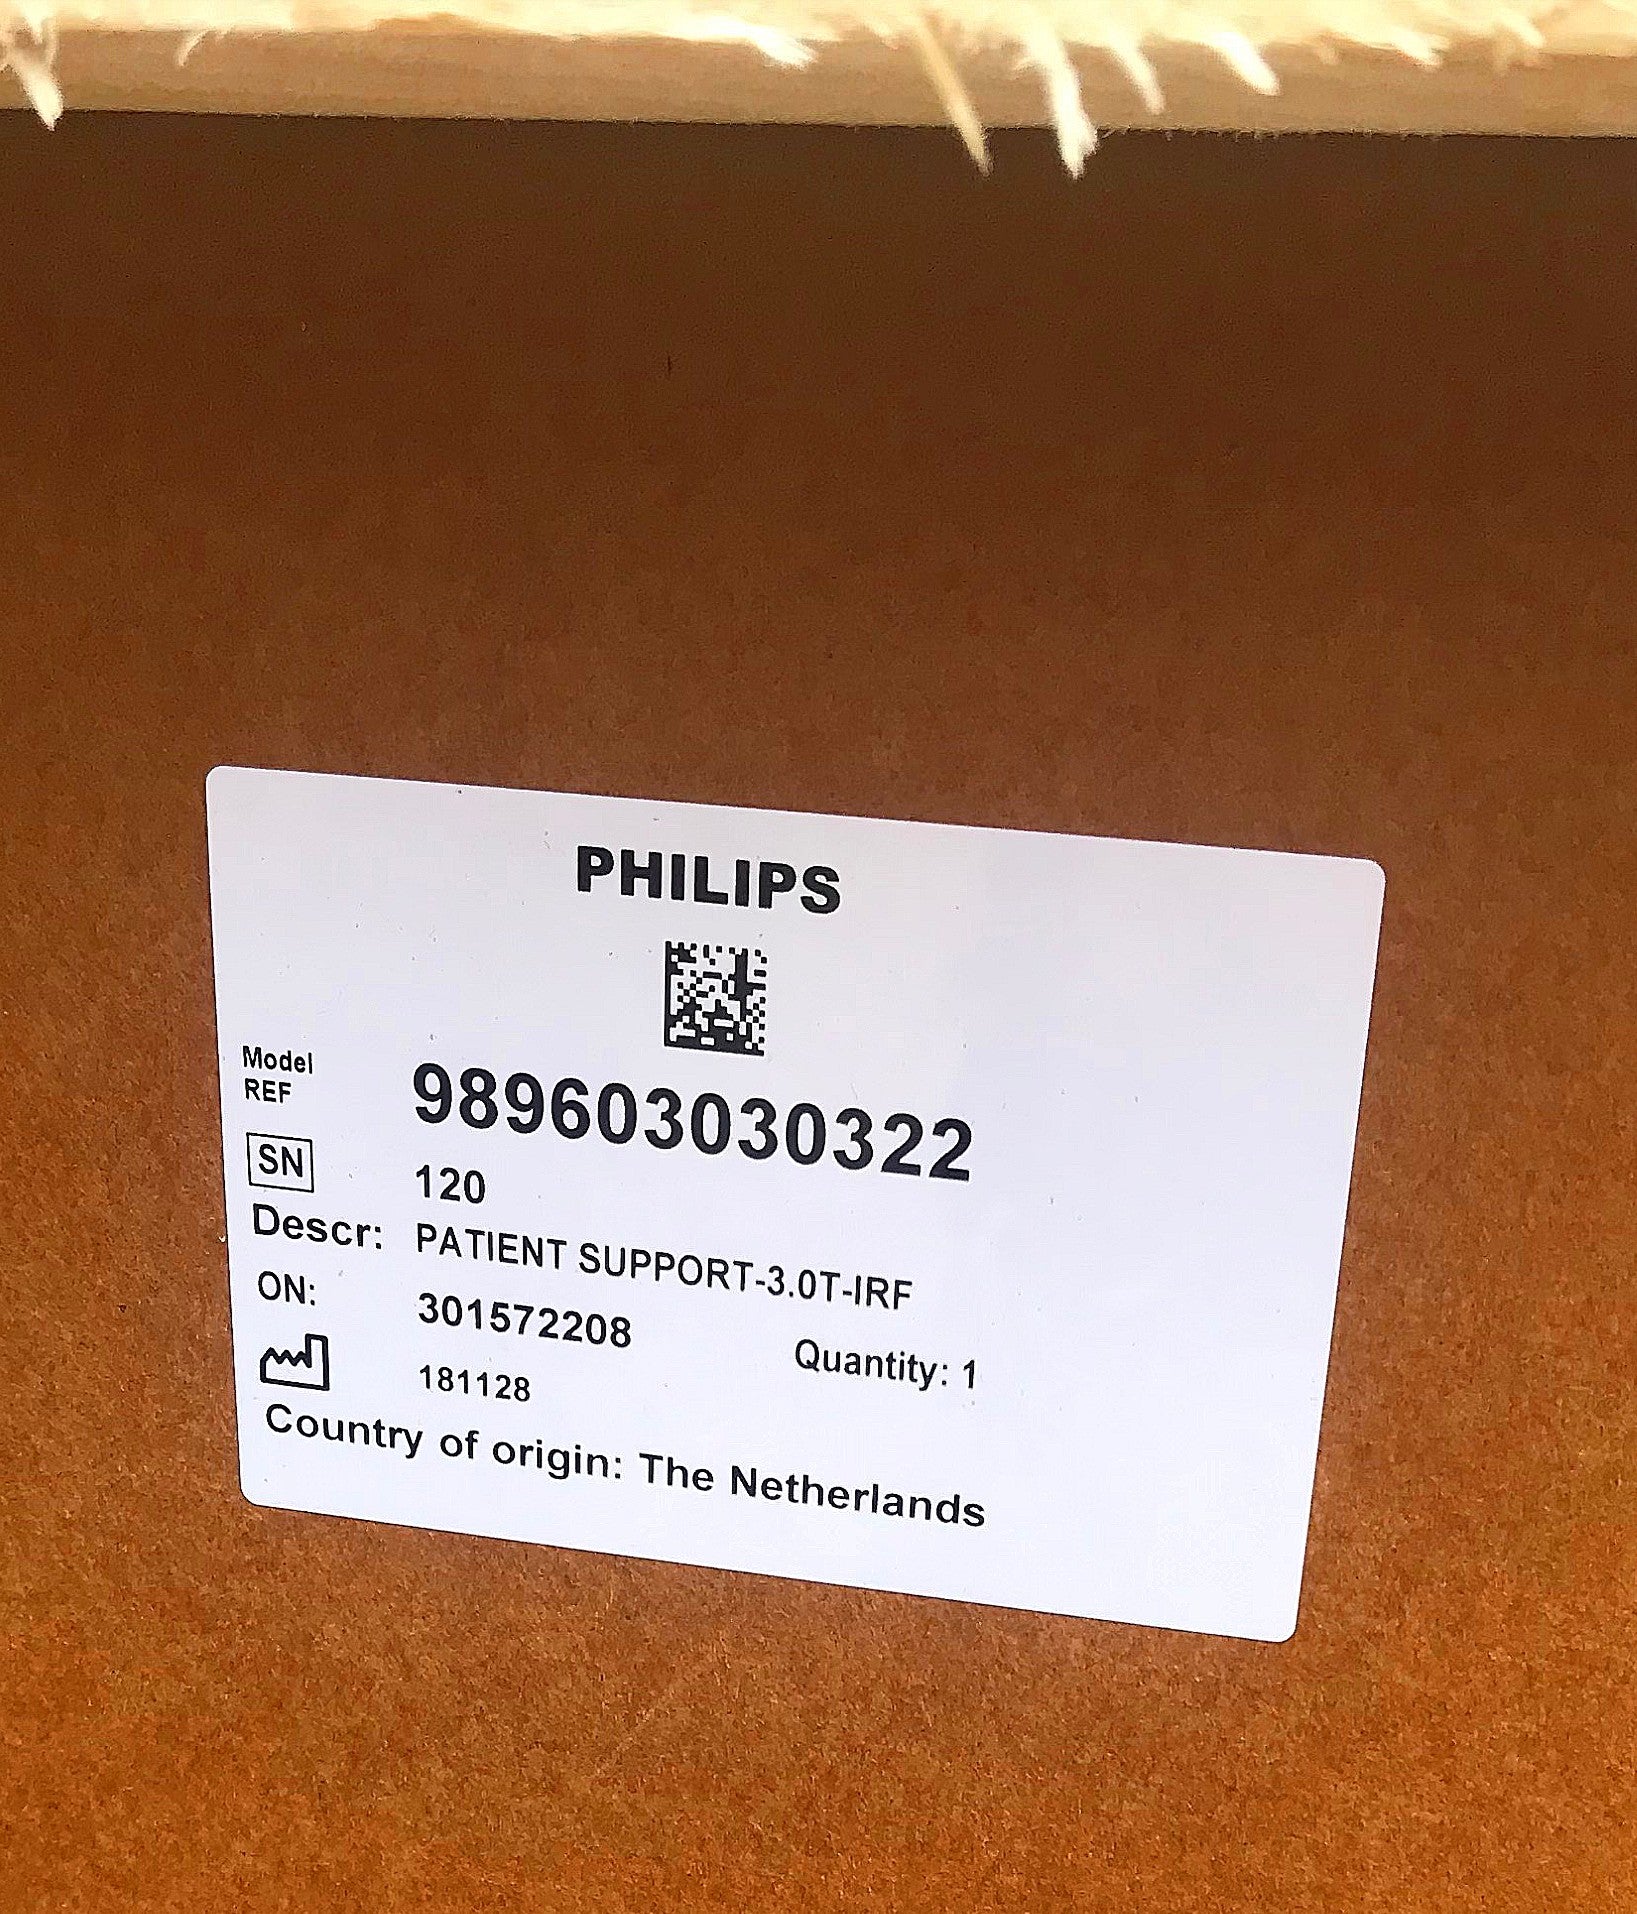 PHILIPS
Model
REF 989603030322
SN 120
Descr: PATIENT SUPPORT-3.0T-IRF
ON: 301572208
Quantity: 1
181128
Country of origin: The Netherlands